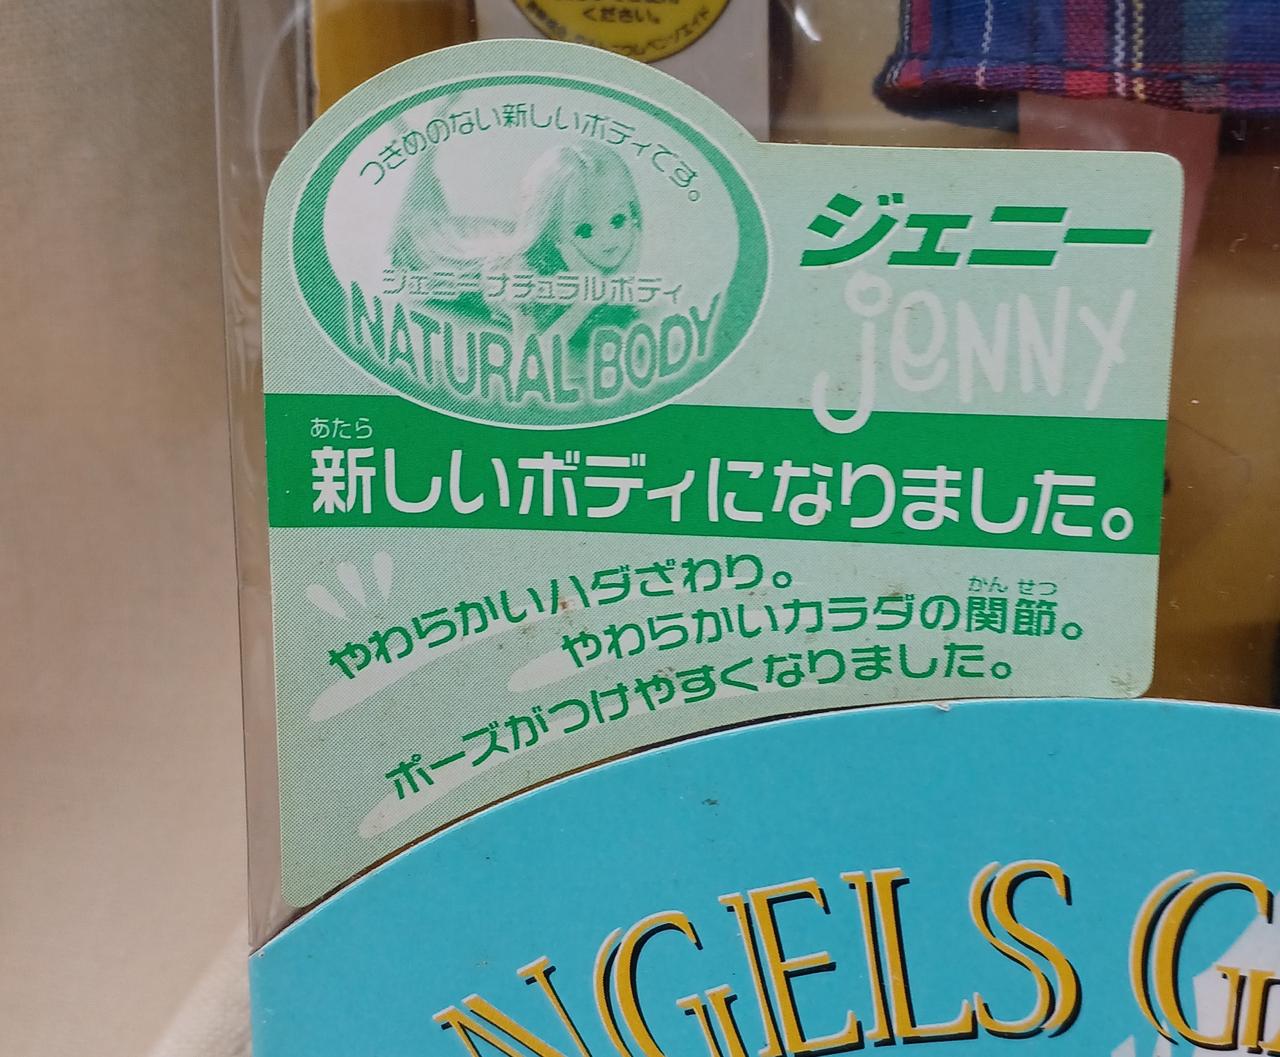 ください。
つぎめのない新しいボディです。
ジェニーナチュラルボディ
NATURAL BODY
ジェニー
jeNNy
あたら
新しいボディになりました。
やわらかいハダざわり。
かん せつ
やわらかいカラダの関節。
ポーズがつけやすくなりました。
NGELS G